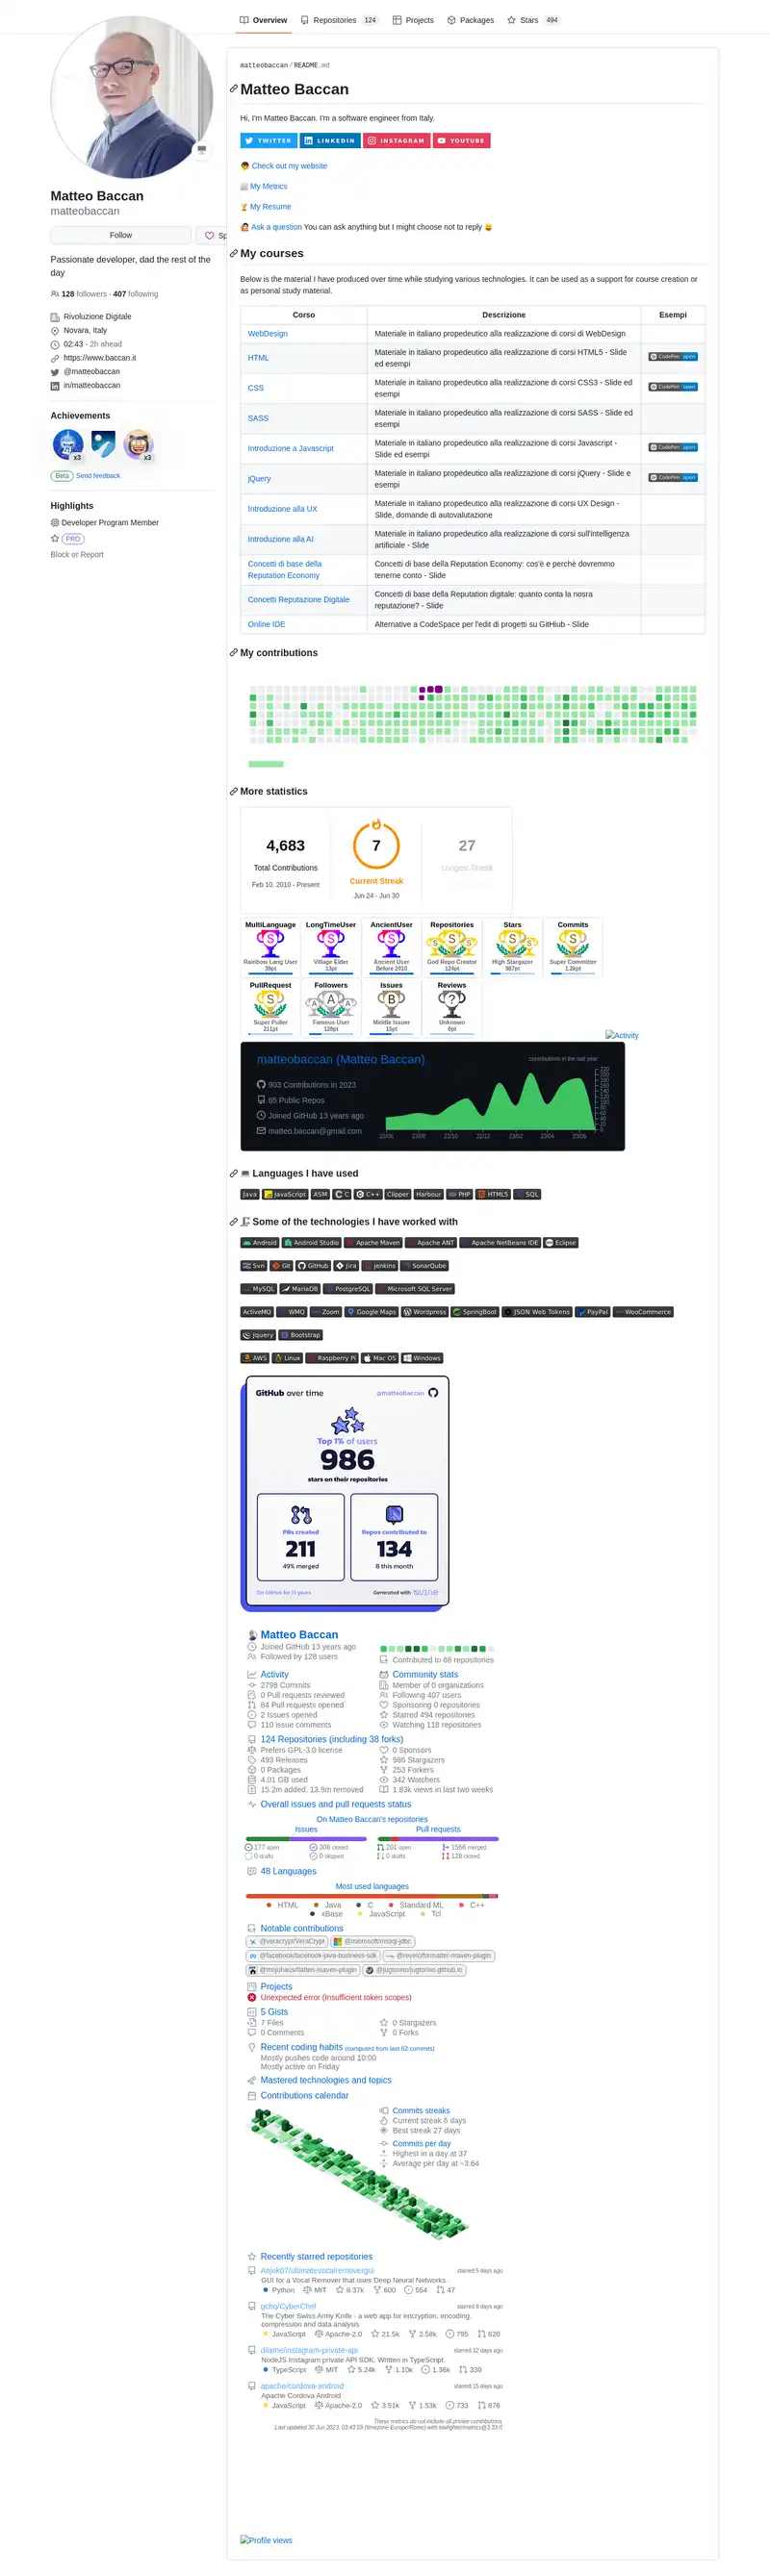 Overview
Repositories 124
Projects
Packages
Stars 494
Matteo Baccan
matteobaccan
Follow
Sp
Passionate developer, dad the rest of the
day
128 followers · 407 following
Rivoluzione Digitale
Novara, Italy
02:43 - 2h ahead
https://www.baccan.it
@matteobaccan
in/matteobaccan
Achievements
x3
x3
Beta Send feedback
Highlights
Developer Program Member
PRO
Block or Report
matteobaccan / README.md
Matteo Baccan
Hi, I'm Matteo Baccan. I'm a software engineer from Italy.
TWITTER LINKEDIN INSTAGRAM YOUTUBE
Check out my website
My Metrics
My Resume
Ask a question You can ask anything but I might choose not to reply
My courses
Below is the material I have produced over time while studying various technologies. It can be used as a support for course creation or
as personal study material.
Corso Descrizione Esempi
WebDesign Materiale in italiano propedeutico alla realizzazione di corsi di WebDesign
HTML Materiale in italiano propedeutico alla realizzazione di corsi HTML5 - Slide
ed esempi
CodePen open
CSS Materiale in italiano propedeutico alla realizzazione di corsi CSS3 - Slide ed
esempi
CodePen open
SASS Materiale in italiano propedeutico alla realizzazione di corsi SASS - Slide ed
esempi
Introduzione a Javascript Materiale in italiano propedeutico alla realizzazione di corsi Javascript -
Slide ed esempi
CodePen open
jQuery Materiale in italiano propedeutico alla realizzazione di corsi jQuery - Slide e
esempi
CodePen open
Introduzione alla UX Materiale in italiano propedeutico alla realizzazione di corsi UX Design -
Slide, domande di autovalutazione
Introduzione alla AI Materiale in italiano propedeutico alla realizzazione di corsi sull'intelligenza
artificiale - Slide
Concetti di base della
Reputation Economy
Concetti di base della Reputation Economy: cos'è e perchè dovremmo
tenerne conto - Slide
Concetti Reputazione Digitale Concetti di base della Reputation digitale: quanto conta la nosra
reputazione? - Slide
Online IDE Alternative a CodeSpace per l'edit di progetti su GitHiub - Slide
My contributions
More statistics
4,683
Total Contributions
Feb 10, 2010 - Present
7
Current Streak
Jun 24 - Jun 30
27
Longest Streak
MultiLanguage LongTimeUser AncientUser Repositories Stars Commits
S S S S S S
Rainbow Lang User Village Elder Ancient User God Repo Creator High Stargazer Super Committer
39pt 13pt Before 2010 124pt 987pt 1.2kpt
PullRequest Followers Issues Reviews
S A A A B ?
Super Puller Famous User Middle Issuer Unknown
211pt 128pt 15pt 0pt
Activity
matteobaccan (Matteo Baccan)
contributions in the last year
903 Contributions in 2023
85 Public Repos
Joined GitHub 13 years ago
matteo.baccan@gmail.com
22/06 22/08 22/10 22/12 23/02 23/04 23/06
Languages I have used
Java JavaScript ASM C C++ Clipper Harbour PHP HTML5 SQL
Some of the technologies I have worked with
Android Android Studio Apache Maven Apache ANT Apache NetBeans IDE Eclipse
Svn Git GitHub Jira Jenkins SonarQube
MySQL MariaDB PostgreSQL Microsoft SQL Server
ActiveMQ WMQ Zoom Google Maps Wordpress SpringBoot JSON Web Tokens PayPal WooCommerce
Jquery Bootstrap
AWS Linux Raspberry Pi Mac OS Windows
GitHub over time
@matteobaccan
Top 1% of users
986
stars on their repositories
PRs created
211
49% merged
Repos contributed to
134
8 this month
On GitHub for 13 years
Generated with
Matteo Baccan
Joined GitHub 13 years ago
Followed by 128 users
Contributed to 68 repositories
Activity
2798 Commits
0 Pull requests reviewed
84 Pull requests opened
2 Issues opened
110 issue comments
Community stats
Member of 0 organizations
Following 407 users
Sponsoring 0 repositories
Starred 494 repositories
Watching 118 repositories
124 Repositories (including 38 forks)
Prefers GPL-3.0 license
493 Releases
0 Packages
4.01 GB used
15.2m added, 13.9m removed
0 Sponsors
986 Stargazers
253 Forkers
342 Watchers
1.83k views in last two weeks
Overall issues and pull requests status
On Matteo Baccan's repositories
Issues
177 open 308 closed
0 drafts 0 skipped
Pull requests
201 open 1566 merged
0 drafts 128 closed
48 Languages
Most used languages
HTML Java C Standard ML C++
xBase JavaScript Tcl
Notable contributions
@veracrypt/VeraCrypt @microsoft/mssql-jdbc
@facebook/facebook-java-business-sdk @revelc/formatter-maven-plugin
@mojohaus/flatten-maven-plugin @jugtorino/jugtorino.github.io
Projects
Unexpected error (Insufficient token scopes)
5 Gists
7 Files
0 Comments
0 Stargazers
0 Forks
Recent coding habits (computed from last 62 commits)
Mostly pushes code around 10:00
Mostly active on Friday
Mastered technologies and topics
Contributions calendar
Commits streaks
Current streak 6 days
Best streak 27 days
Commits per day
Highest in a day at 37
Average per day at ~3.64
Recently starred repositories
Anjok07/ultimatevocalremovergui starred 5 days ago
GUI for a Vocal Remover that uses Deep Neural Networks.
Python MIT 8.37k 600 554 47
gchq/CyberChef starred 8 days ago
The Cyber Swiss Army Knife - a web app for encryption, encoding,
compression and data analysis
JavaScript Apache-2.0 21.5k 2.58k 795 620
dilame/instagram-private-api starred 12 days ago
NodeJS Instagram private API SDK. Written in TypeScript.
TypeScript MIT 5.24k 1.10k 1.36k 330
apache/cordova-android starred 15 days ago
Apache Cordova Android
JavaScript Apache-2.0 3.51k 1.53k 733 876
These metrics do not include all private contributions
Last updated 30 Jun 2023, 03:43:55 (timezone Europe/Rome) with lowlighter/metrics@3.33.0
Profile views